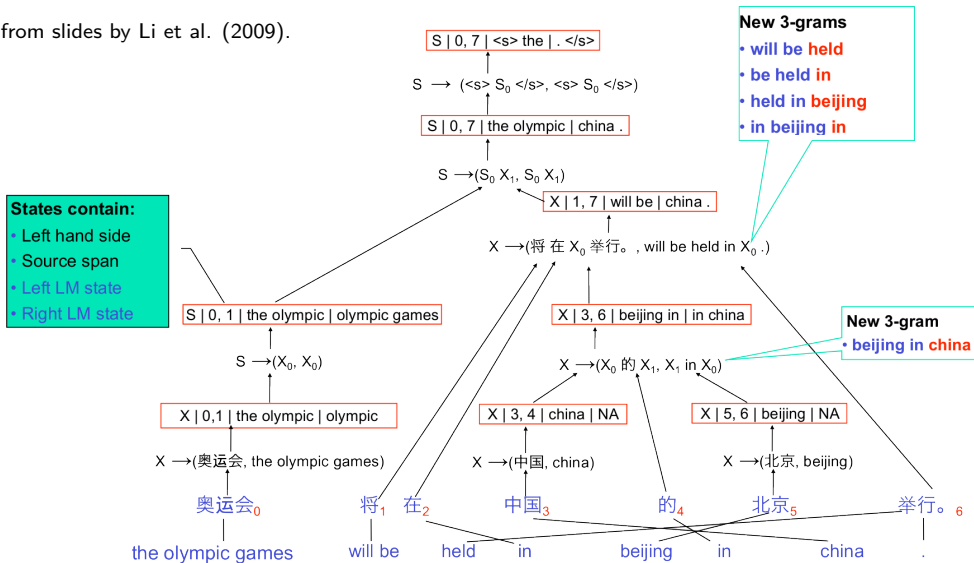 from slides by Li et al. (2009).
S | 0, 7 | <s> the | . </s>
S → (<s> S0 </s>, <s> S0 </s>)
S | 0, 7 | the olympic | china .
S →(S0 X1, S0 X1)
X | 1, 7 | will be | china .
X →(将 在 X0 举行。, will be held in X0 .)
New 3-grams
• will be held
• be held in
• held in beijing
• in beijing in
States contain:
• Left hand side
• Source span
• Left LM state
• Right LM state
S | 0, 1 | the olympic | olympic games
X | 3, 6 | beijing in | in china
New 3-gram
• beijing in china
S →(X0, X0)
X →(X0 的 X1, X1 in X0)
X | 0,1 | the olympic | olympic
X | 3, 4 | china | NA
X | 5, 6 | beijing | NA
X →(奥运会, the olympic games)
X →(中国, china)
X →(北京, beijing)
奥运会0 将1 在2 中国3 的4 北京5 举行。6
the olympic games will be held in beijing in china .